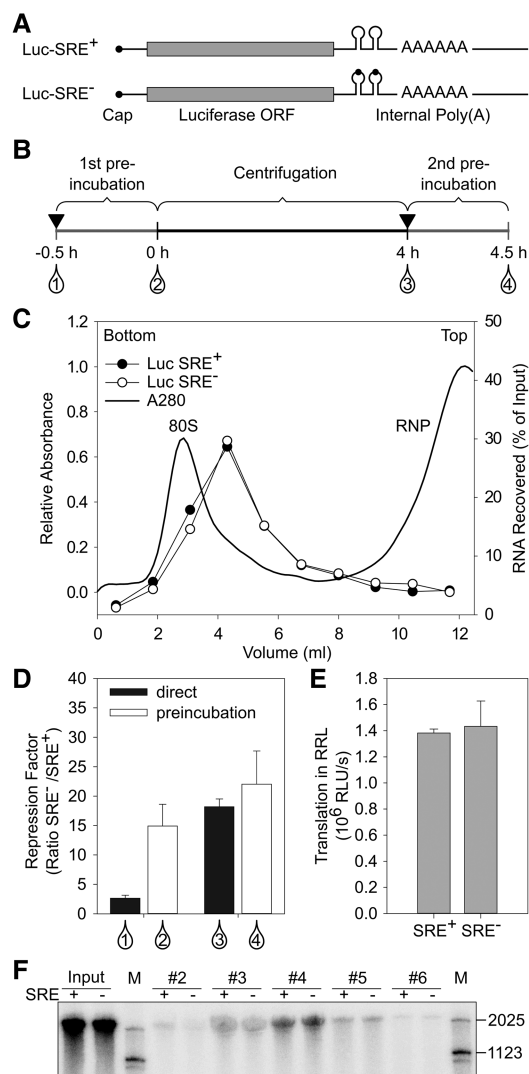 A
Luc-SRE+
AAAAAA
Luc-SRE-
AAAAAA
Cap
Luciferase ORF
Internal Poly(A)
B
1st pre-
incubation
Centrifugation
2nd pre-
incubation
-0.5 h
0 h
4 h
4.5 h
1
2
3
4
C
Bottom
Top
Luc SRE+
Luc SRE-
A280
80S
RNP
Relative Absorbance
1.2
1.0
0.8
0.6
0.4
0.2
0.0
RNA Recovered (% of Input)
50
40
30
20
10
0
0
2
4
6
8
10
12
Volume (ml)
D
direct
preincubation
Repression Factor
(Ratio SRE-/SRE+)
40
35
30
25
20
15
10
5
0
1
2
3
4
E
Translation in RRL
(10^6 RLU/s)
1.8
1.6
1.4
1.2
1.0
0.8
0.6
0.4
0.2
0.0
SRE+
SRE-
F
Input M #2 #3 #4 #5 #6 M
SRE + - + - + - + - + - + -
2025
1123